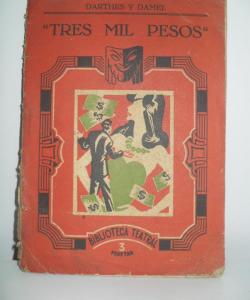 DARTHES Y DAMEL
"TRES MIL PESOS"
BIBLIOTECA TEATRAL
3
PESETAS